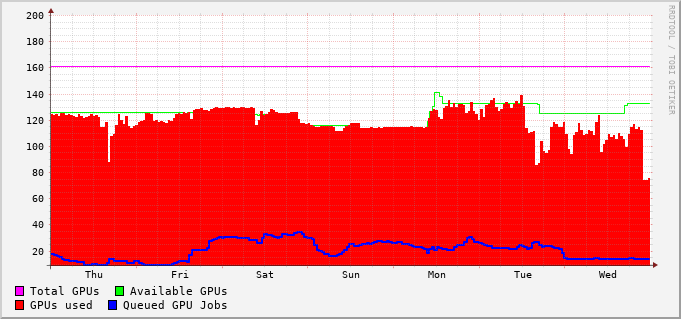 200
180
160
140
120
100
80
60
40
20
Thu Fri Sat Sun Mon Tue Wed
Total GPUs Available GPUs
GPUs used Queued GPU Jobs
RRDTOOL / TOBI OETIKER